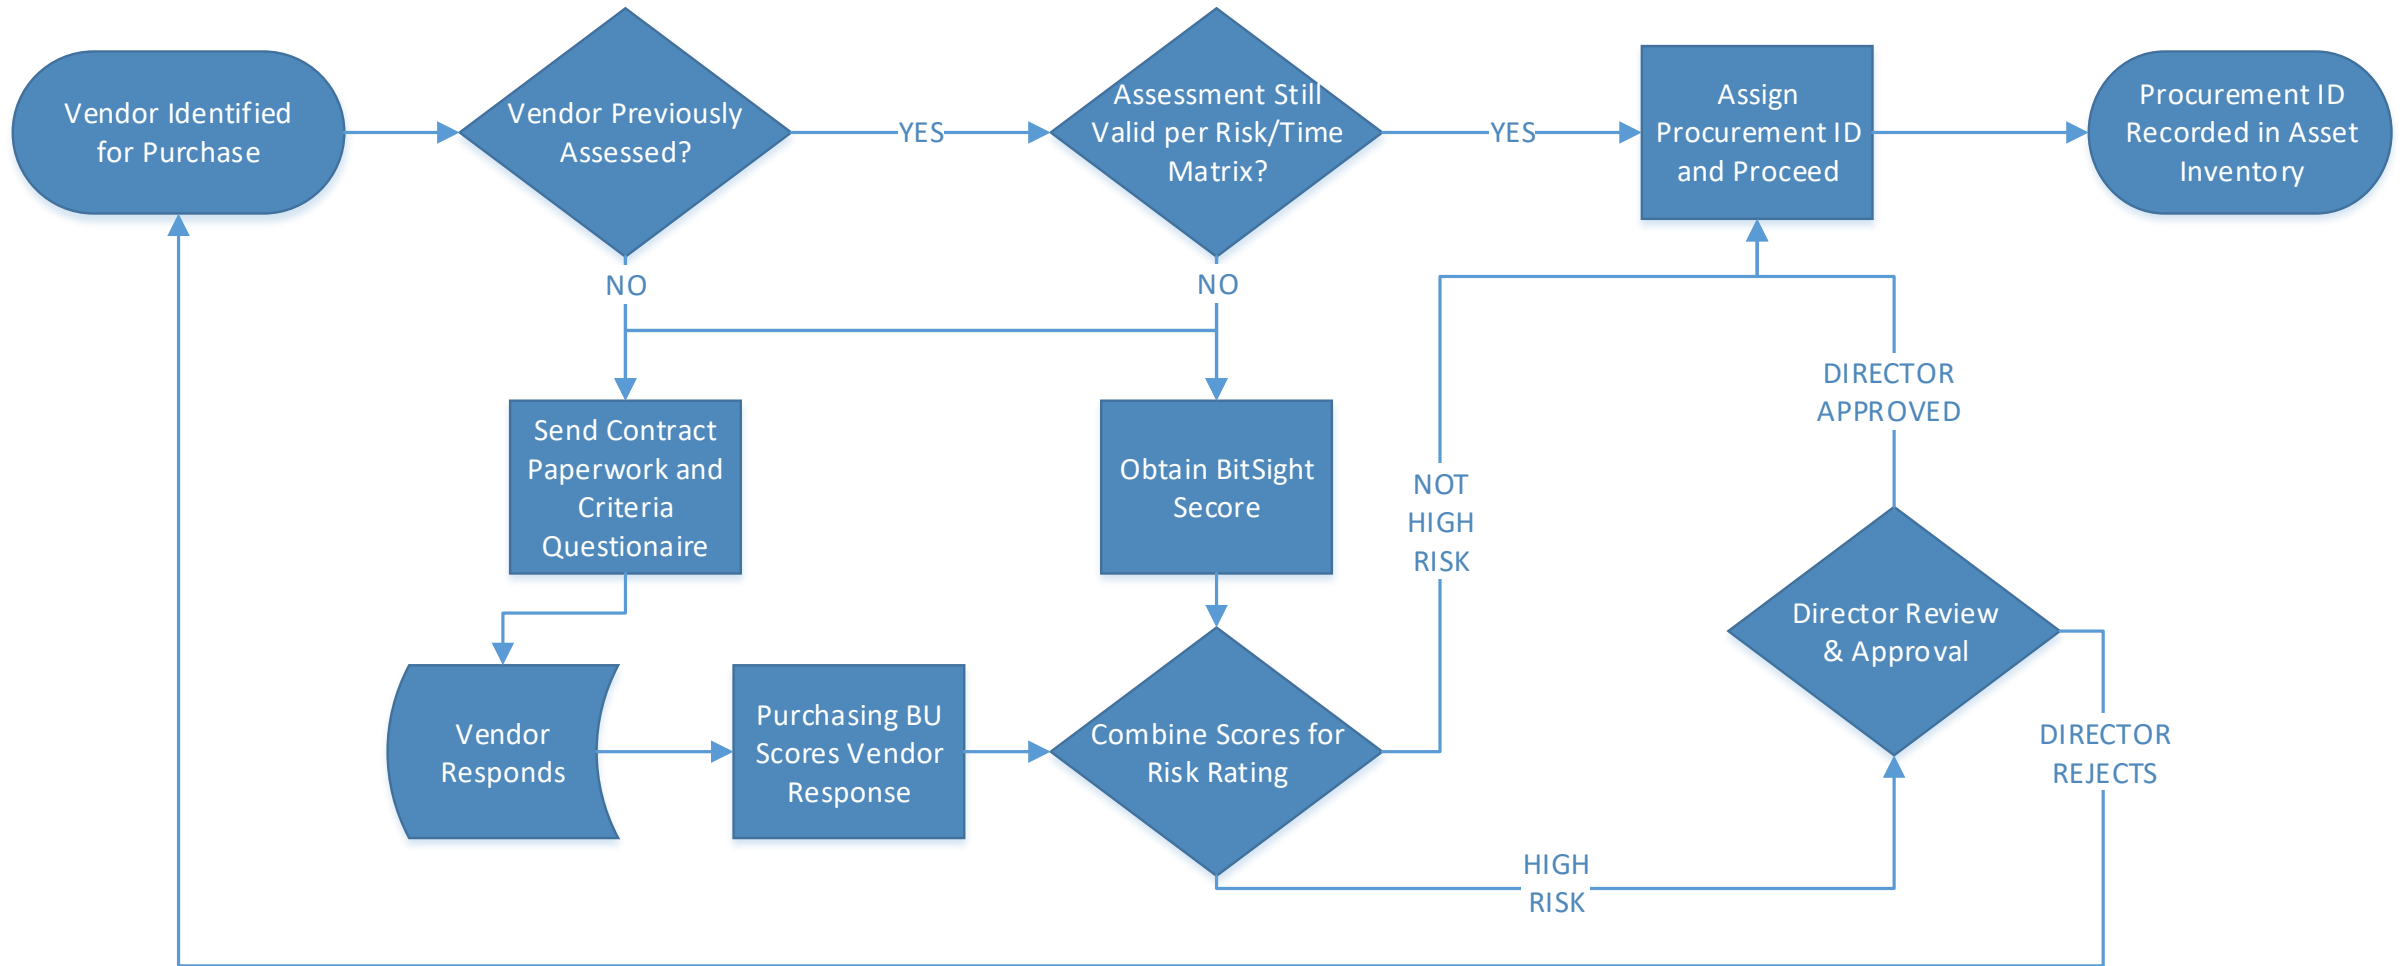 Vendor Identified
for Purchase
Vendor Previously
Assessed?
YES
Assessment Still
Valid per Risk/Time
Matrix?
YES
Assign
Procurement ID
and Proceed
Procurement ID
Recorded in Asset
Inventory
NO
NO
DIRECTOR
APPROVED
Send Contract
Paperwork and
Criteria
Questionaire
Obtain BitSight
Secore
NOT
HIGH
RISK
Director Review
& Approval
Vendor
Responds
Purchasing BU
Scores Vendor
Response
Combine Scores for
Risk Rating
DIRECTOR
REJECTS
HIGH
RISK